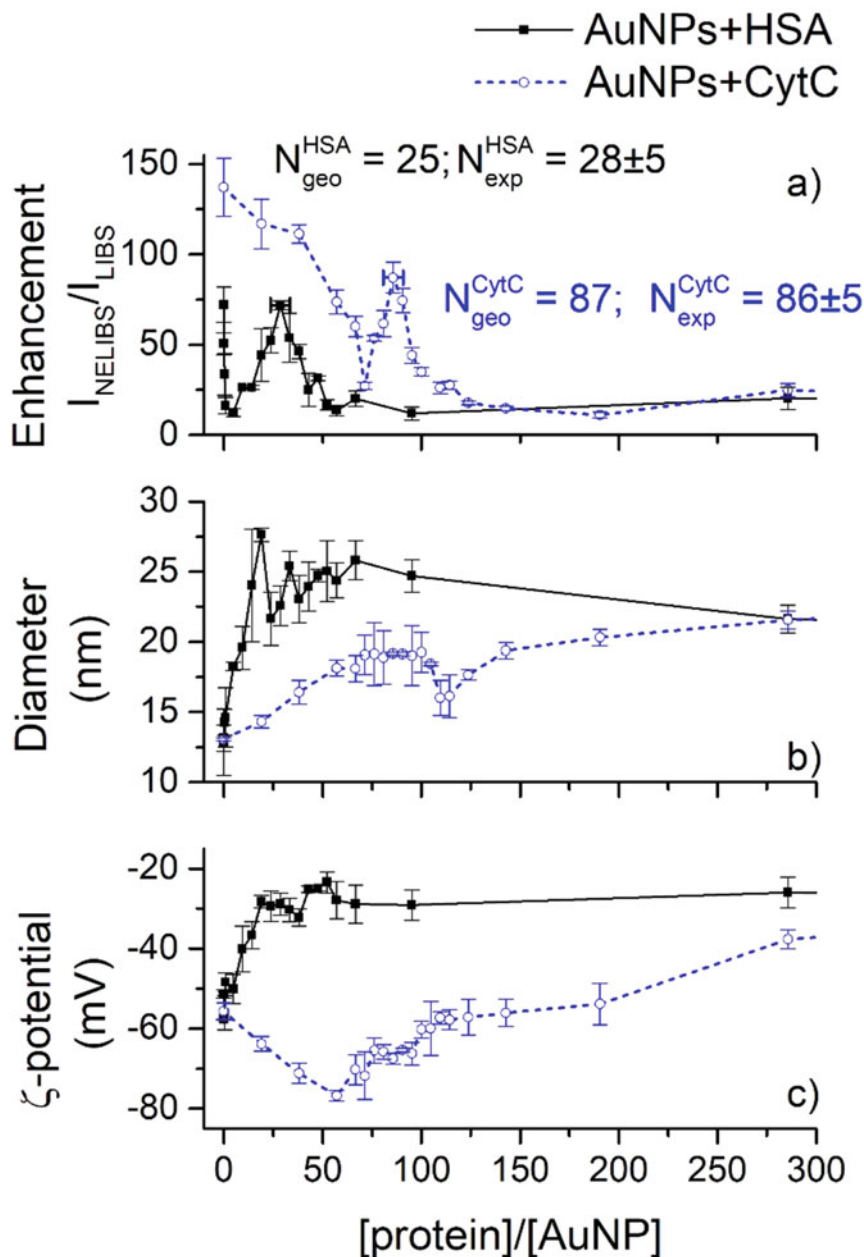 AuNPs+HSA
AuNPs+CytC
N_geo^HSA = 25; N_exp^HSA = 28±5
a)
N_geo^CytC = 87; N_exp^CytC = 86±5
Enhancement
I_NELIBS/I_LIBS
150
100
50
0
Diameter
(nm)
30
25
20
15
10
b)
ζ-potential
(mV)
-20
-40
-60
-80
c)
0 50 100 150 200 250 300
[protein]/[AuNP]